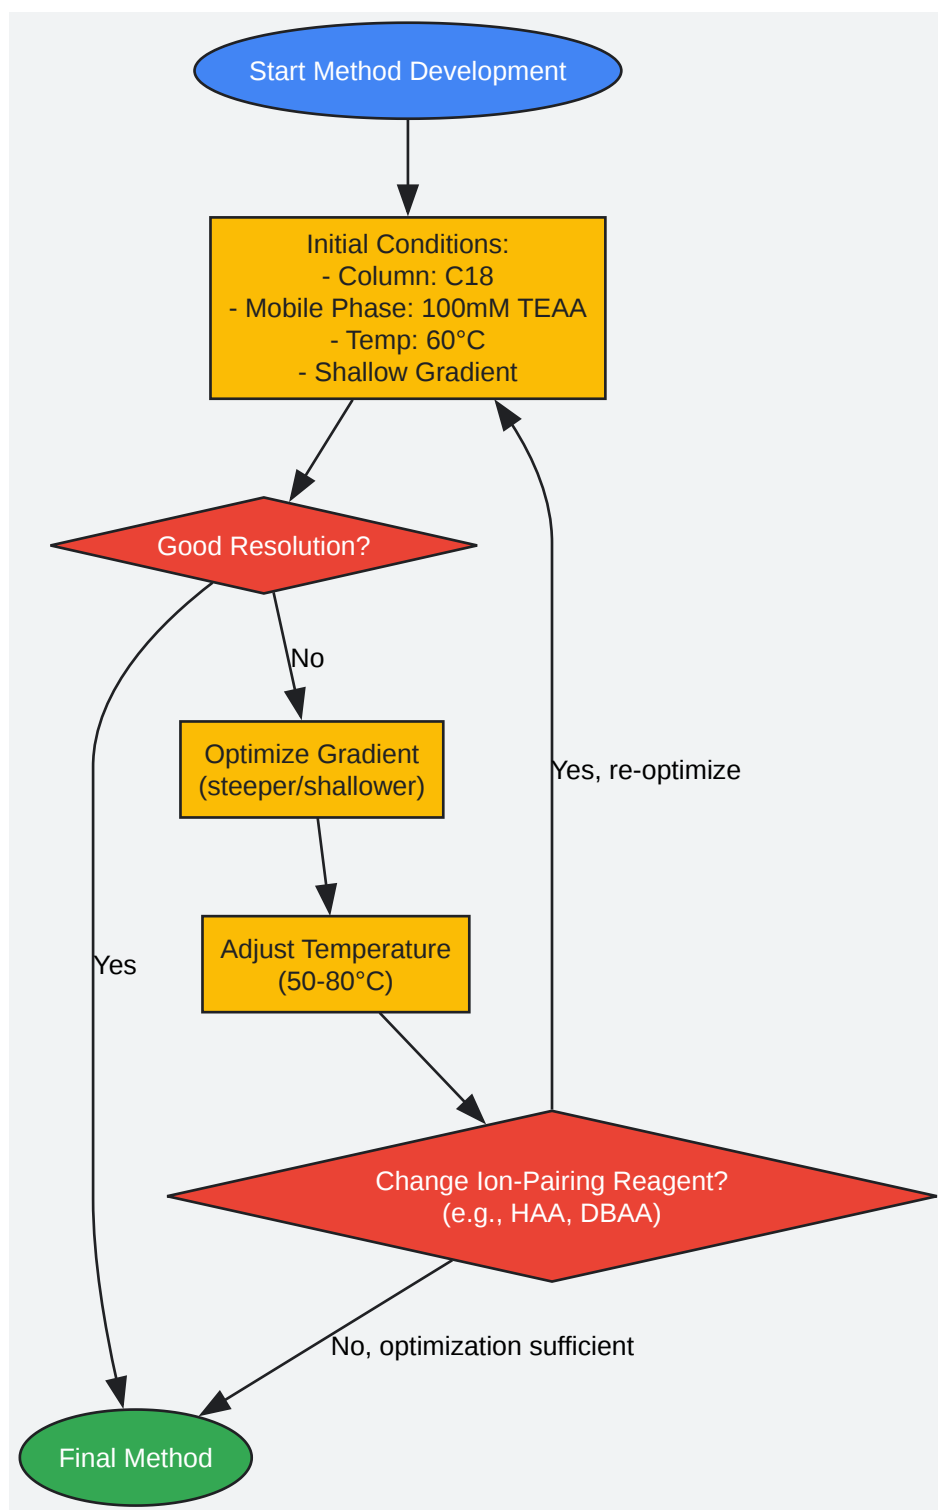 Start Method Development
Initial Conditions:
- Column: C18
- Mobile Phase: 100mM TEAA
- Temp: 60°C
- Shallow Gradient
Good Resolution?
No
Optimize Gradient
(steeper/shallower)
Yes, re-optimize
Adjust Temperature
(50-80°C)
Yes
Change Ion-Pairing Reagent?
(e.g., HAA, DBAA)
No, optimization sufficient
Final Method